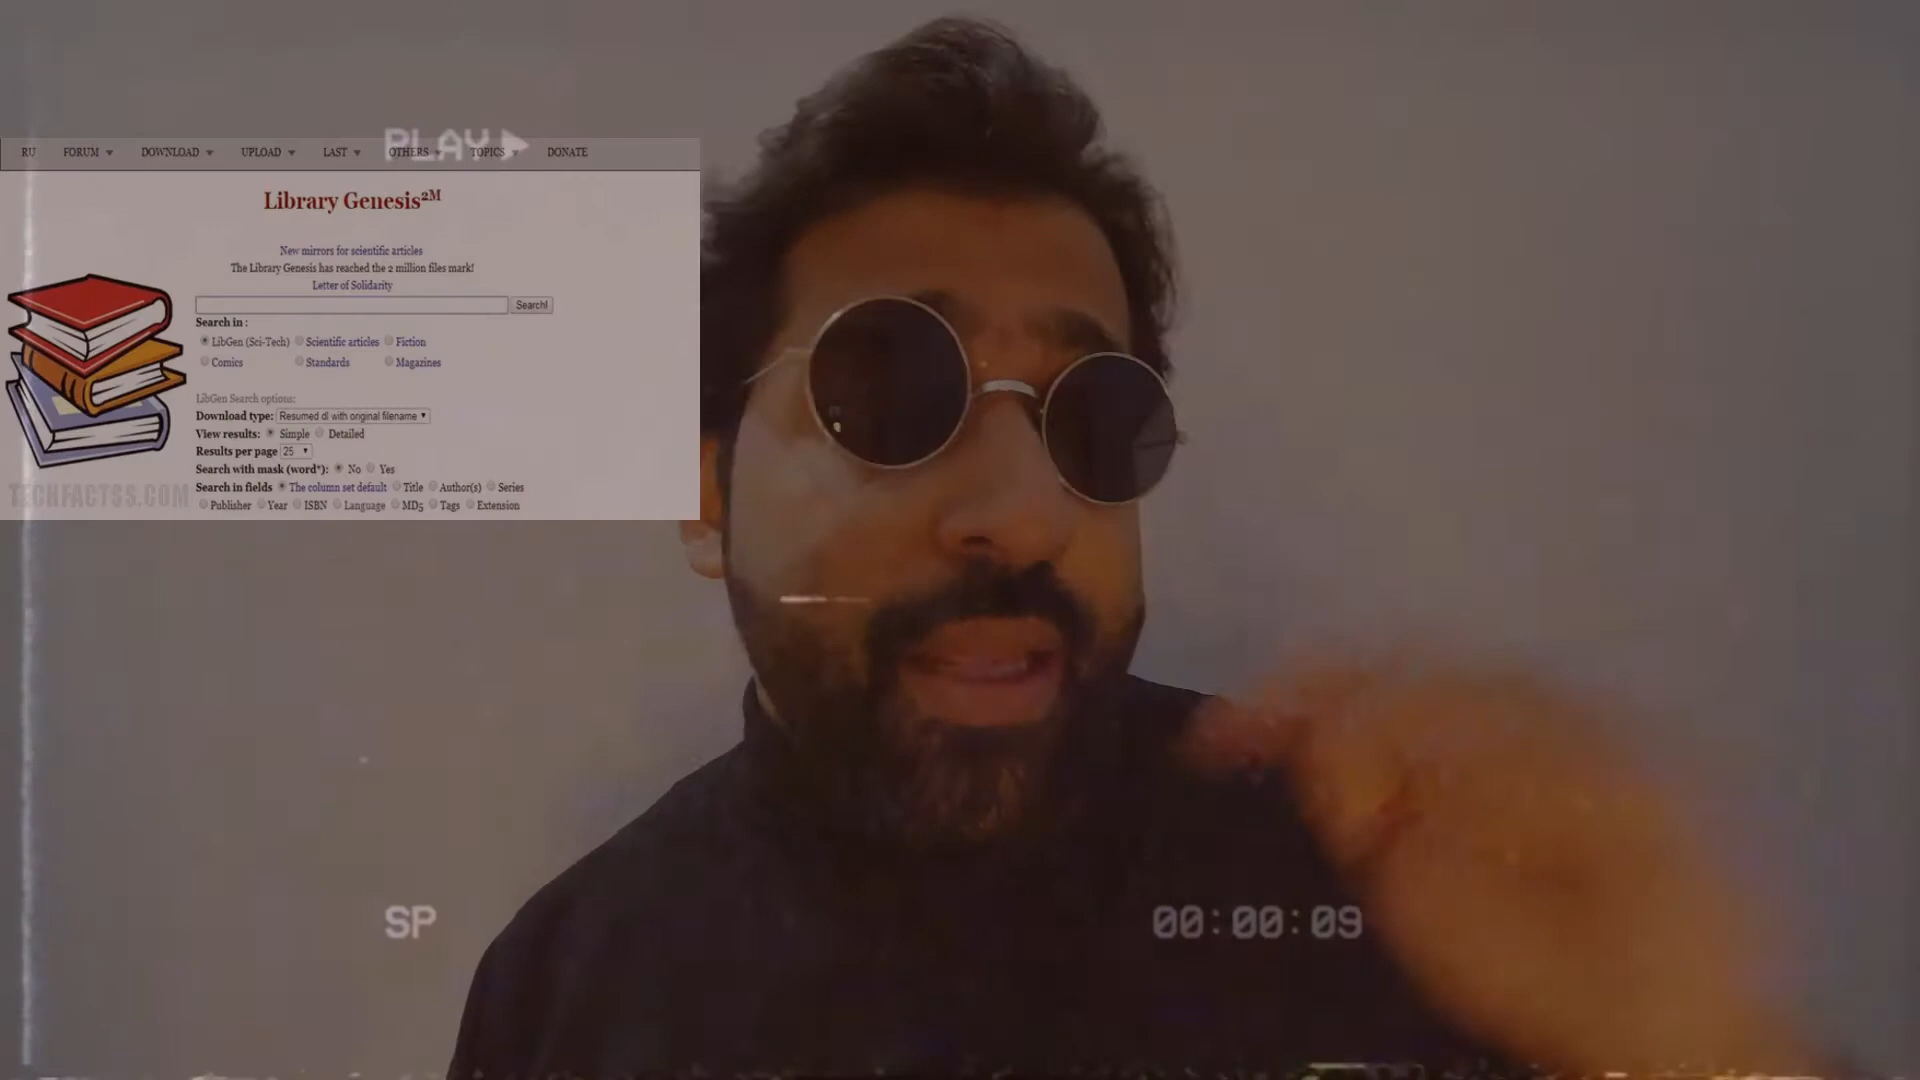 PLAY
RU FORUM DOWNLOAD UPLOAD LAST OTHERS TOPICS DONATE
Library Genesis2M
New mirrors for scientific articles
The Library Genesis has reached the 2 million files mark!
Letter of Solidarity
Search!
Search in :
LibGen (Sci-Tech) Scientific articles Fiction
Comics Standards Magazines
LibGen Search options:
Download type: Resumed dl with original filename
View results: Simple Detailed
Results per page 25
Search with mask (word*): No Yes
Search in fields The column set default Title Author(s) Series
Publisher Year ISBN Language MD5 Tags Extension
TECHFACTSS.COM
SP
00:00:09